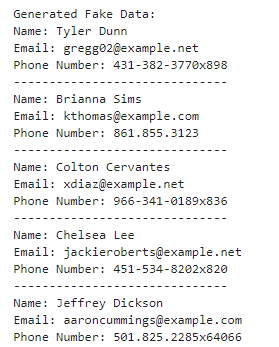 Generated Fake Data:
Name: Tyler Dunn
Email: gregg02@example.net
Phone Number: 431-382-3770x898
------------------------------
Name: Brianna Sims
Email: kthomas@example.com
Phone Number: 861.855.3123
------------------------------
Name: Colton Cervantes
Email: xdiaz@example.net
Phone Number: 966-341-0189x836
------------------------------
Name: Chelsea Lee
Email: jackieroberts@example.net
Phone Number: 451-534-8202x820
------------------------------
Name: Jeffrey Dickson
Email: aaroncummings@example.com
Phone Number: 501.825.2285x64066